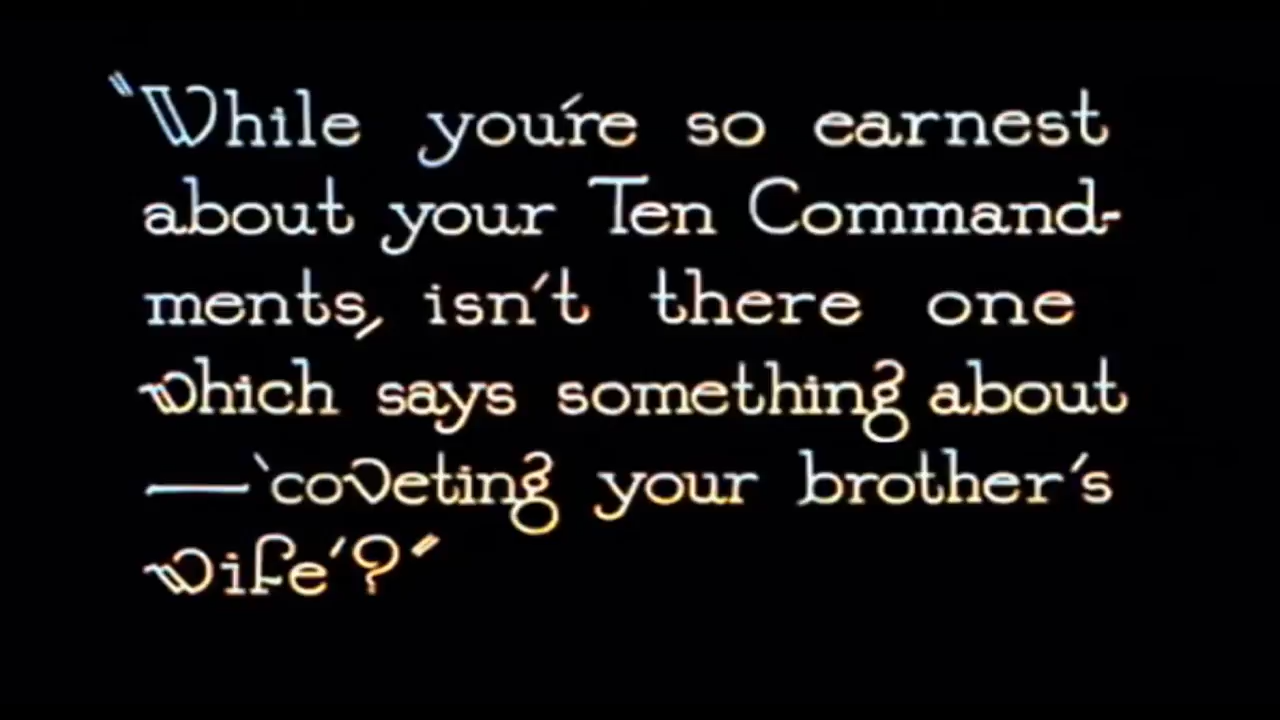 "While you're so earnest
about your Ten Command-
ments, isn't there one
which says something about
—'coveting your brother's
wife'?"